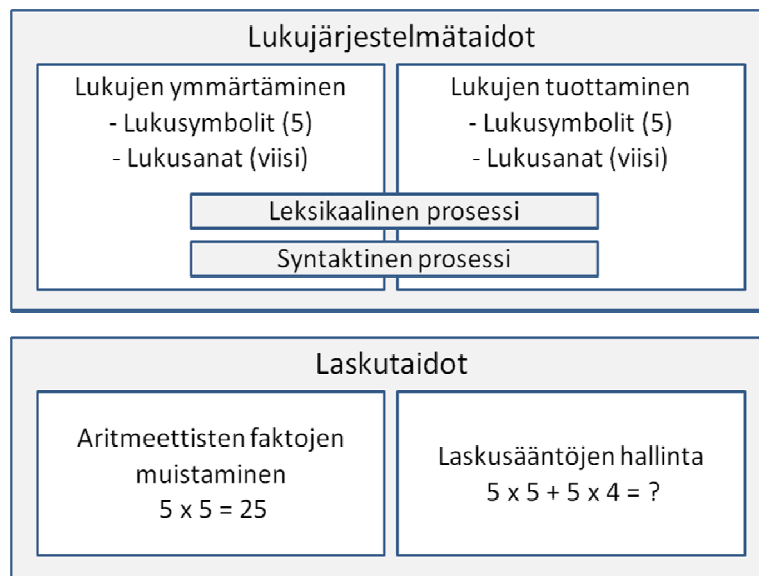 Lukujärjestelmätaidot
Lukujen ymmärtäminen
- Lukusymbolit (5)
- Lukusanat (viisi)
Lukujen tuottaminen
- Lukusymbolit (5)
- Lukusanat (viisi)
Leksikaalinen prosessi
Syntaktinen prosessi
Laskutaidot
Aritmeettisten faktojen
muistaminen
5 x 5 = 25
Laskusääntöjen hallinta
5 x 5 + 5 x 4 = ?